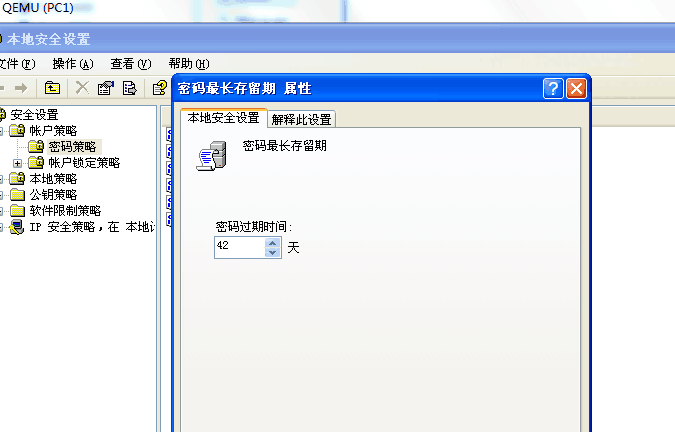 QEMU (PC1)
本地安全设置
文件(F) 操作(A) 查看(V) 帮助(H)
密码最长存留期 属性
安全设置
帐户策略
密码策略
帐户锁定策略
本地策略
公钥策略
软件限制策略
IP 安全策略，在 本地
本地安全设置 解释此设置
密码最长存留期
密码过期时间:
42 天